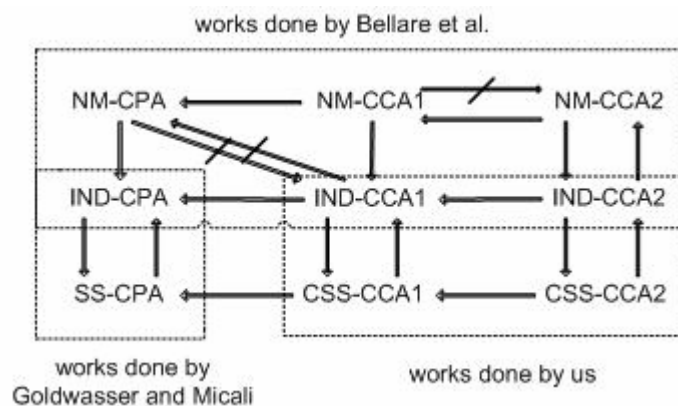 works done by Bellare et al.
NM-CPA NM-CCA1 NM-CCA2
IND-CPA IND-CCA1 IND-CCA2
SS-CPA CSS-CCA1 CSS-CCA2
works done by
Goldwasser and Micali
works done by us